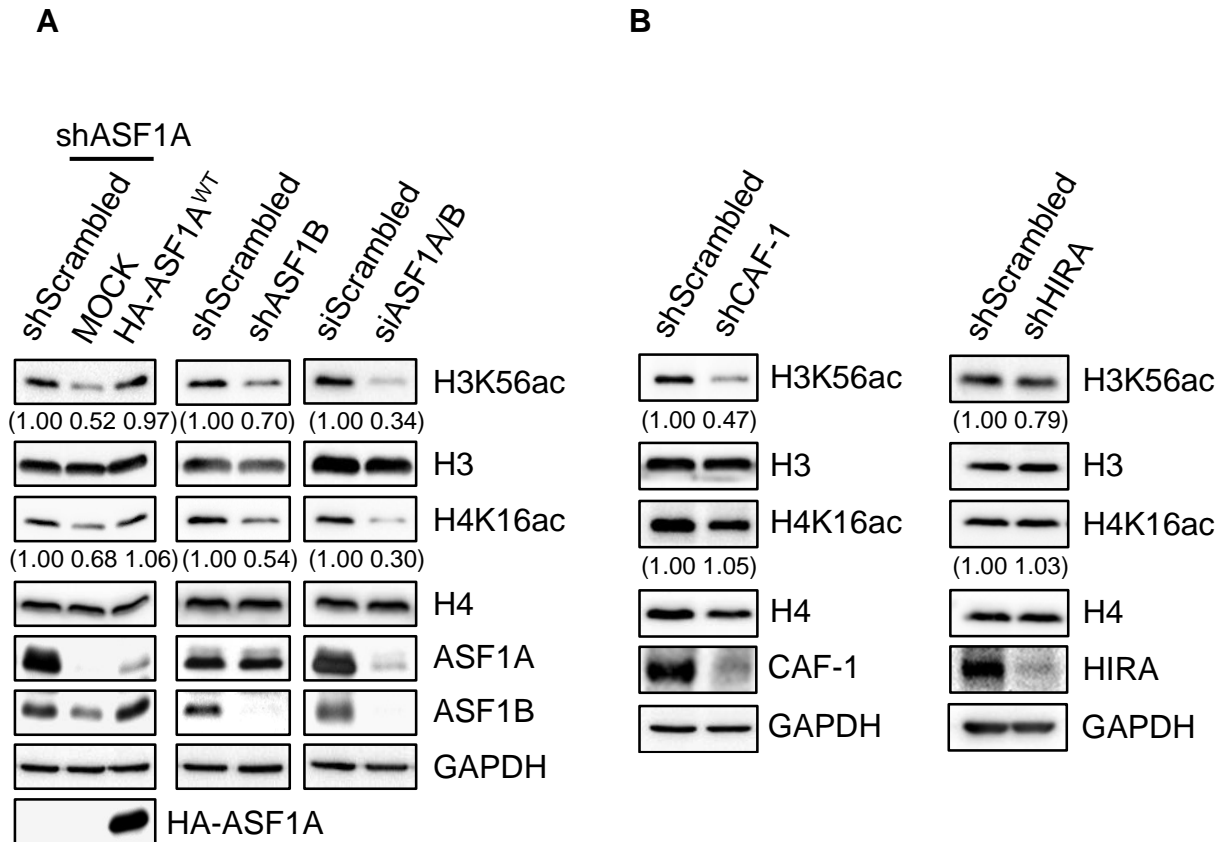 A
B
shASF1A
shScrambled
MOCK
HA-ASF1A^WT
shScrambled
shASF1B
siScrambled
siASF1A/B
H3K56ac
(1.00 0.52 0.97) (1.00 0.70) (1.00 0.34)
H3
H4K16ac
(1.00 0.68 1.06) (1.00 0.54) (1.00 0.30)
H4
ASF1A
ASF1B
GAPDH
HA-ASF1A
shScrambled
shCAF-1
H3K56ac
(1.00 0.47)
H3
H4K16ac
(1.00 1.05)
H4
CAF-1
GAPDH
shScrambled
shHIRA
H3K56ac
(1.00 0.79)
H3
H4K16ac
(1.00 1.03)
H4
HIRA
GAPDH